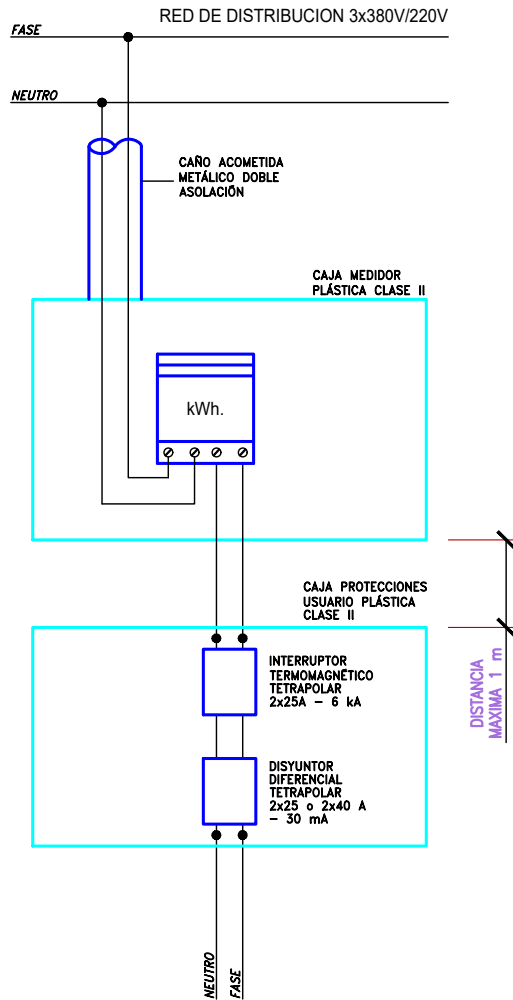 RED DE DISTRIBUCION 3x380V/220V
FASE
NEUTRO
CAÑO ACOMETIDA
METÁLICO DOBLE
ASOLACIÓN
CAJA MEDIDOR
PLÁSTICA CLASE II
kWh.
CAJA PROTECCIONES
USUARIO PLÁSTICA
CLASE II
DISTANCIA
MAXIMA 1 m
INTERRUPTOR
TERMOMAGNÉTICO
TETRAPOLAR
2x25A – 6 kA
DISYUNTOR
DIFERENCIAL
TETRAPOLAR
2x25 o 2x40 A
– 30 mA
NEUTRO
FASE